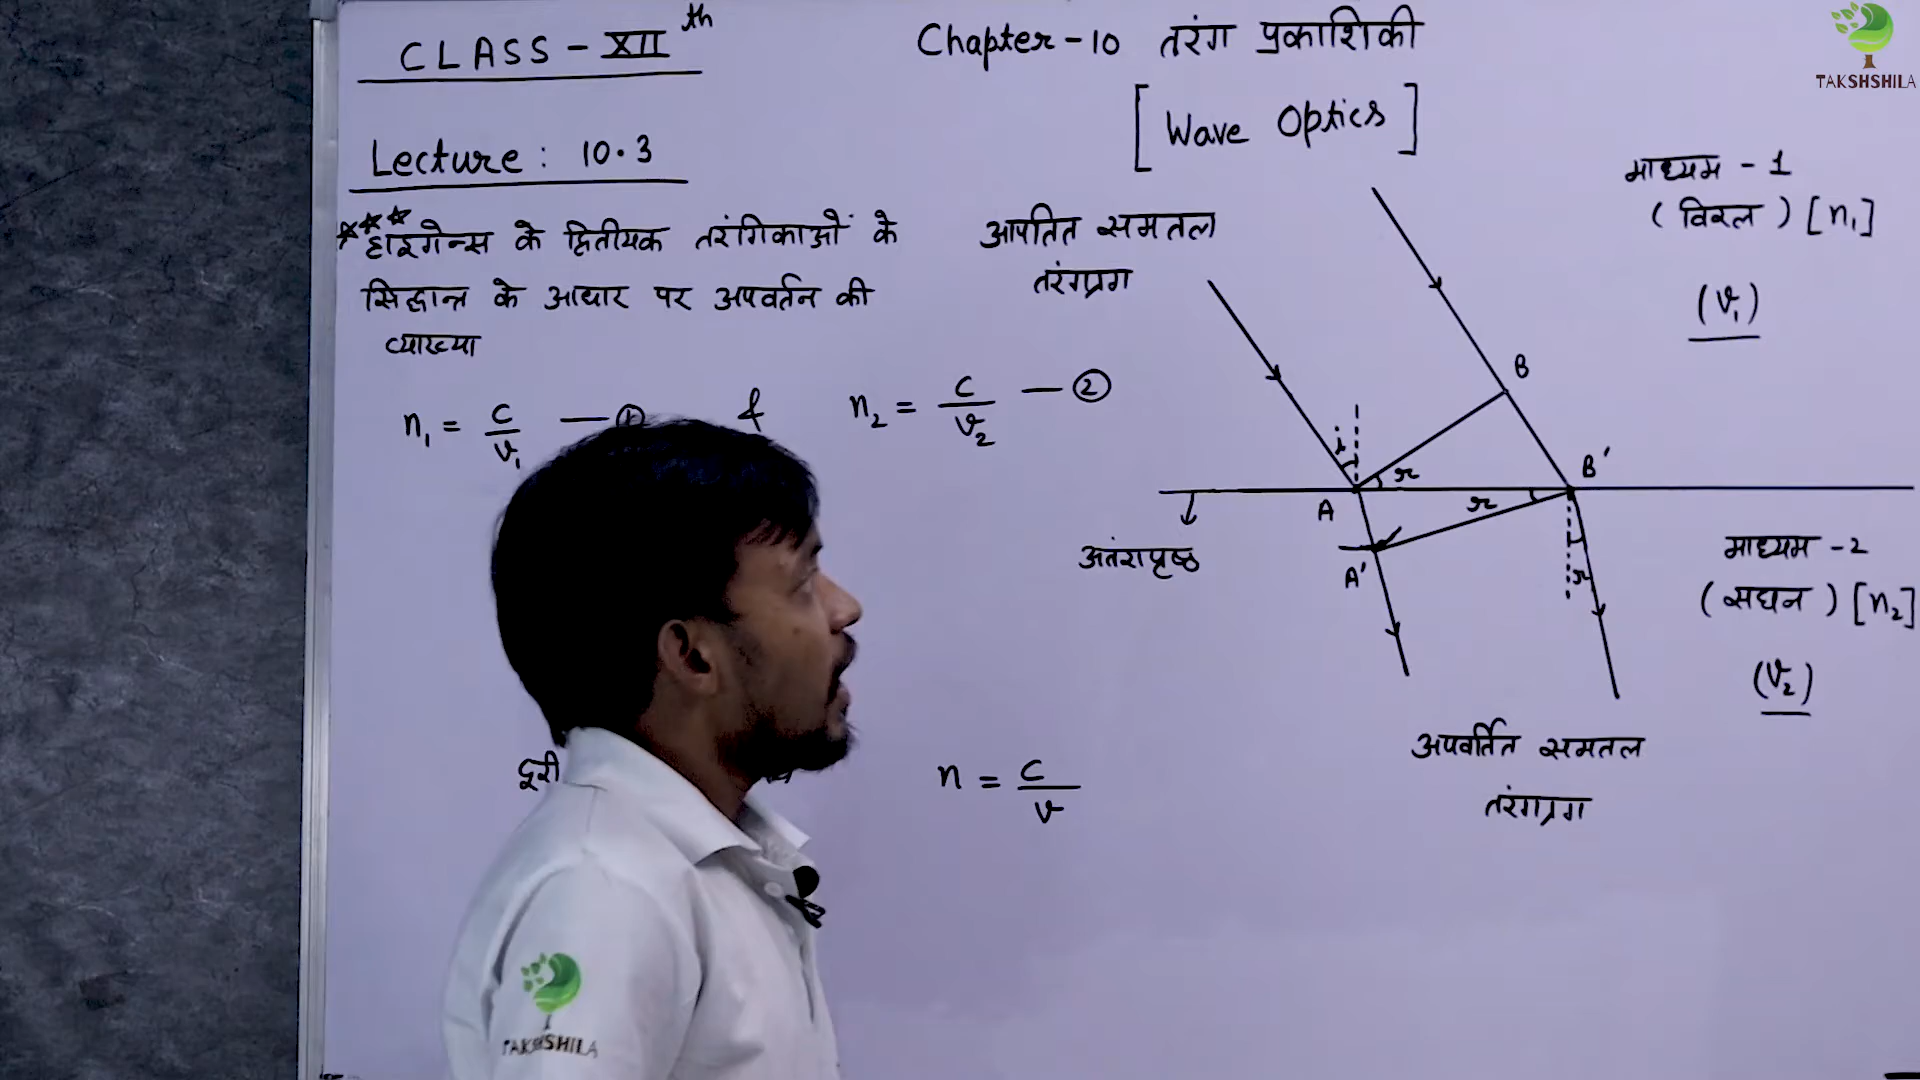 CLASS - XII th
Chapter-10 तरंग प्रकाशिकी
[ Wave Optics ]
TAKSHSHILA
Lecture : 10.3
*** हाइगेन्स के द्वितीयक तरंगिकाओं के
सिद्धान्त के आधार पर अपवर्तन की
व्याख्या
n₁ = c/v₁ — ① & n₂ = c/v₂ — ②
दूरी
n = c/v
आपतित समतल
तरंगाग्र
माध्यम - 1
( विरल ) [n₁]
(v₁)
B
i
r
B'
A
r
अतंरापृष्ठ
A'
r
माध्यम -2
( सघन ) [n₂]
(v₂)
अपवर्तित समतल
तरंगाग्र
TAKSHSHILA